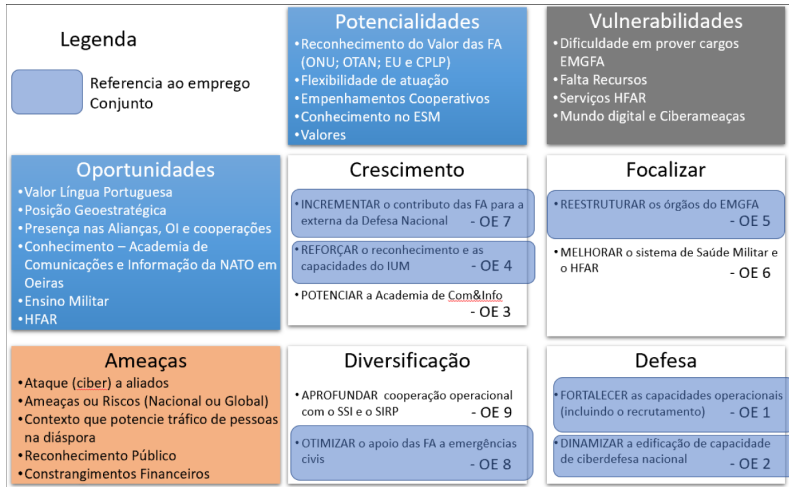 Legenda
Referencia ao emprego
Conjunto
Potencialidades
•Reconhecimento do Valor das FA
(ONU; OTAN; EU e CPLP)
•Flexibilidade de atuação
•Empenhamentos Cooperativos
•Conhecimento no ESM
•Valores
Vulnerabilidades
•Dificuldade em prover cargos
EMGFA
•Falta Recursos
•Serviços HFAR
•Mundo digital e Ciberameaças
Oportunidades
•Valor Língua Portuguesa
•Posição Geoestratégica
•Presença nas Alianças, OI e cooperações
•Conhecimento – Academia de
Comunicações e Informação da NATO em
Oeiras
•Ensino Militar
•HFAR
Crescimento
•INCREMENTAR o contributo das FA para a
externa da Defesa Nacional - OE 7
•REFORÇAR o reconhecimento e as
capacidades do IUM - OE 4
•POTENCIAR a Academia de Com&Info
- OE 3
Focalizar
•REESTRUTURAR os órgãos do EMGFA
- OE 5
•MELHORAR o sistema de Saúde Militar e
o HFAR - OE 6
Ameaças
•Ataque (ciber) a aliados
•Ameaças ou Riscos (Nacional ou Global)
•Contexto que potencie tráfico de pessoas
na diáspora
•Reconhecimento Público
•Constrangimentos Financeiros
Diversificação
•APROFUNDAR cooperação operacional
com o SSI e o SIRP - OE 9
•OTIMIZAR o apoio das FA a emergências
civis - OE 8
Defesa
•FORTALECER as capacidades operacionais
(incluindo o recrutamento) - OE 1
•DINAMIZAR a edificação de capacidade
de ciberdefesa nacional - OE 2